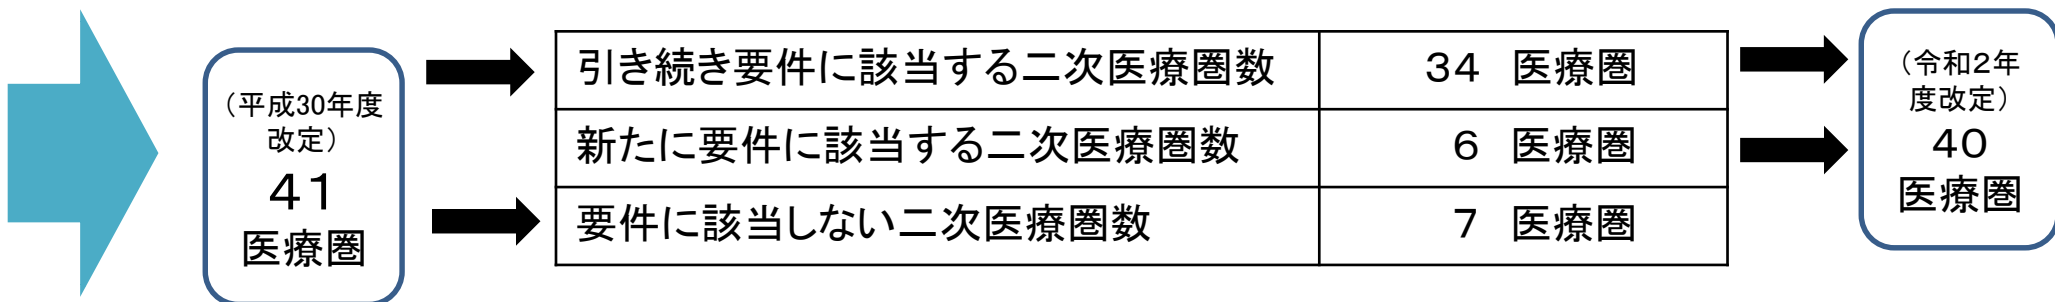 （平成30年度
改定）
４１
医療圏
引き続き要件に該当する二次医療圏数 ３４ 医療圏
新たに要件に該当する二次医療圏数 ６ 医療圏
要件に該当しない二次医療圏数 ７ 医療圏
（令和２年
度改定）
４０
医療圏